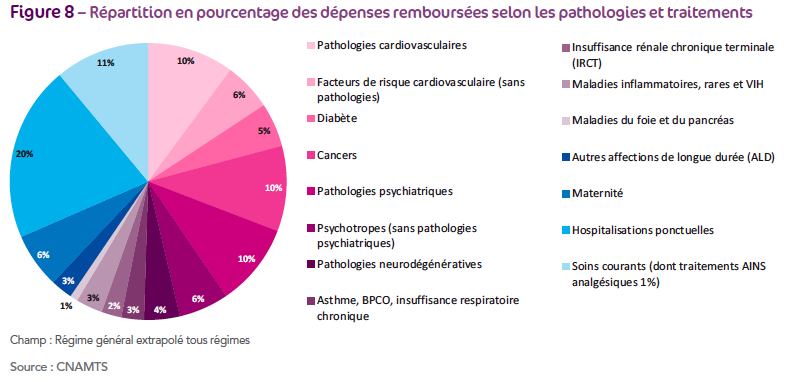 Figure 8 – Répartition en pourcentage des dépenses remboursées selon les pathologies et traitements
10%
6%
5%
10%
10%
6%
4%
3%
2%
3%
1%
3%
6%
20%
11%
Pathologies cardiovasculaires
Facteurs de risque cardiovasculaire (sans
pathologies)
Diabète
Cancers
Pathologies psychiatriques
Psychotropes (sans pathologies
psychiatriques)
Pathologies neurodégénératives
Asthme, BPCO, insuffisance respiratoire
chronique
Insuffisance rénale chronique terminale
(IRCT)
Maladies inflammatoires, rares et VIH
Maladies du foie et du pancréas
Autres affections de longue durée (ALD)
Maternité
Hospitalisations ponctuelles
Soins courants (dont traitements AINS
analgésiques 1%)
Champ : Régime général extrapolé tous régimes
Source : CNAMTS